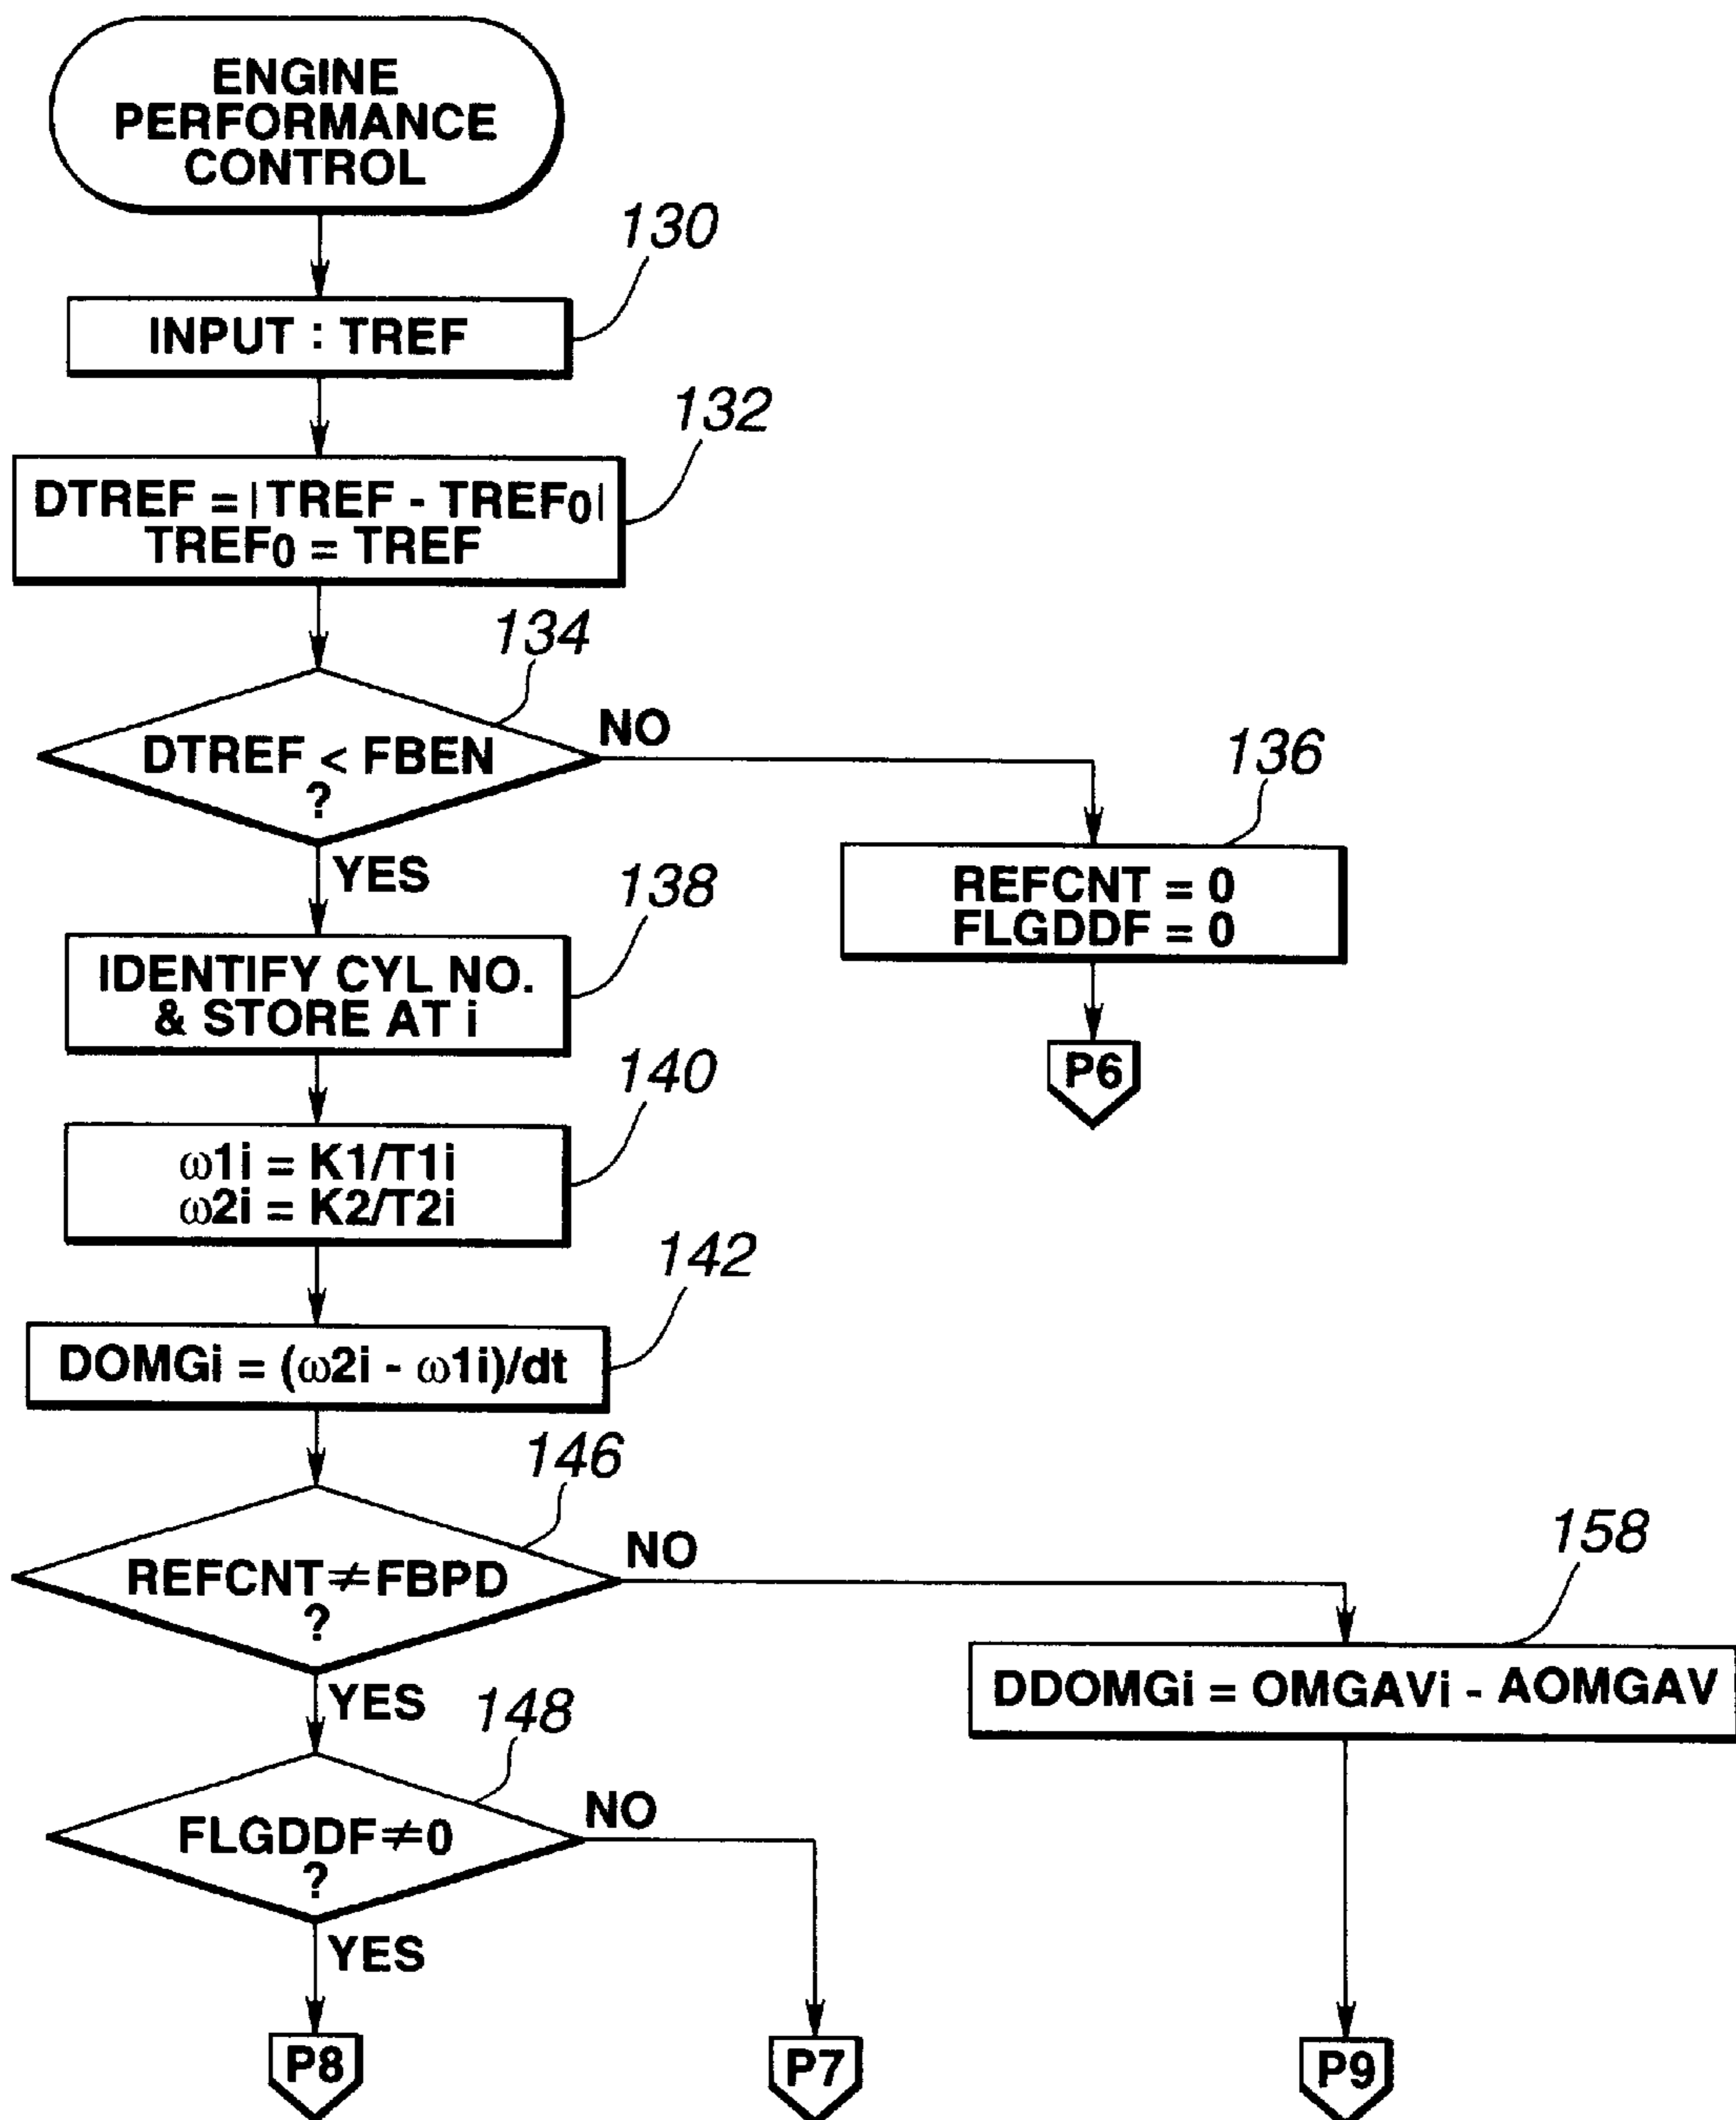 ENGINE
PERFORMANCE
CONTROL
130
INPUT : TREF
132
DTREF = |TREF - TREF0|
TREF0 = TREF
134
DTREF < FBEN
?
NO
YES
136
REFCNT = 0
FLGDDF = 0
P6
138
IDENTIFY CYL NO.
& STORE AT i
140
ω1i = K1/T1i
ω2i = K2/T2i
142
DOMGi = (ω2i - ω1i)/dt
146
REFCNT≠FBPD
?
NO
YES
158
DDOMGi = OMGAVi - AOMGAV
148
FLGDDF≠0
?
NO
YES
P8
P7
P9